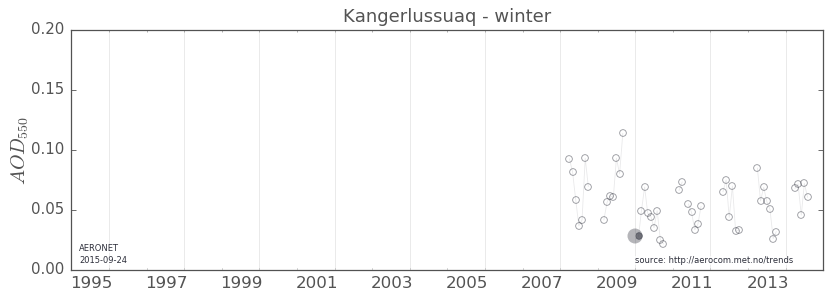 Kangerlussuaq - winter
0.20
0.15
0.10
0.05
0.00
AOD550
AERONET
2015-09-24
source: http://aerocom.met.no/trends
1995 1997 1999 2001 2003 2005 2007 2009 2011 2013